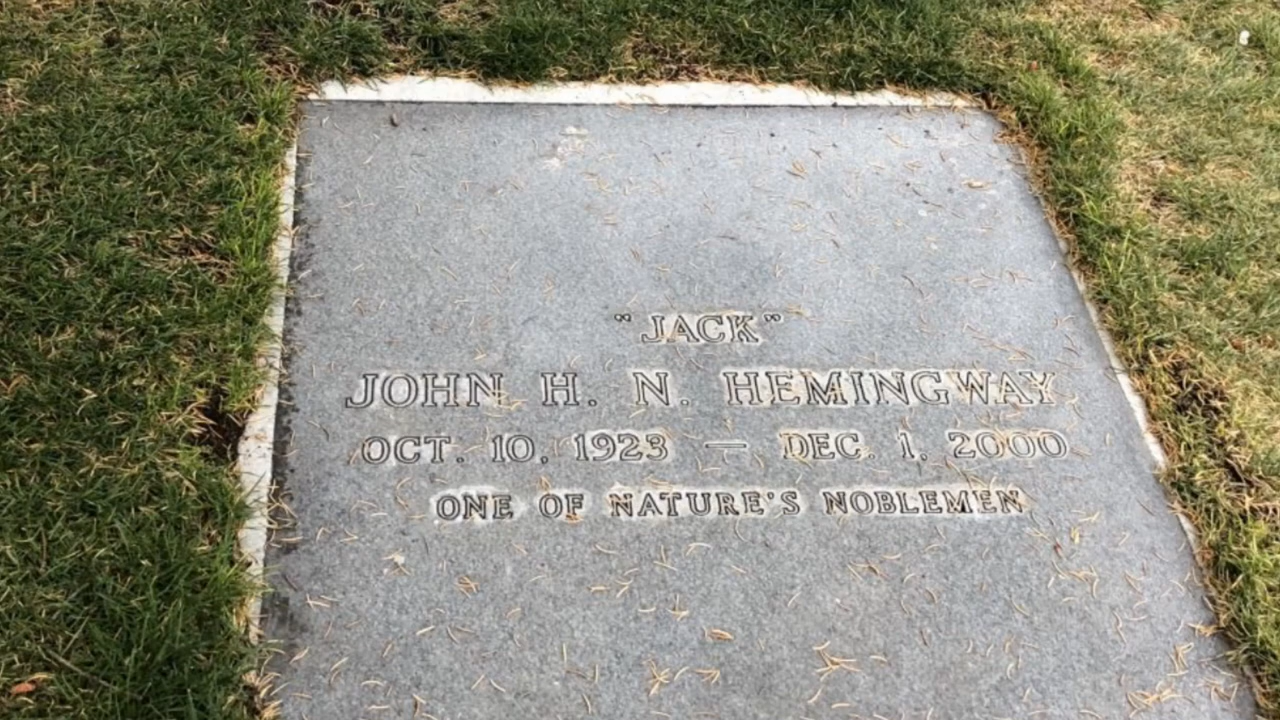 "JACK"
JOHN H. N. HEMINGWAY
OCT. 10, 1923 — DEC. 1, 2000
ONE OF NATURE'S NOBLEMEN